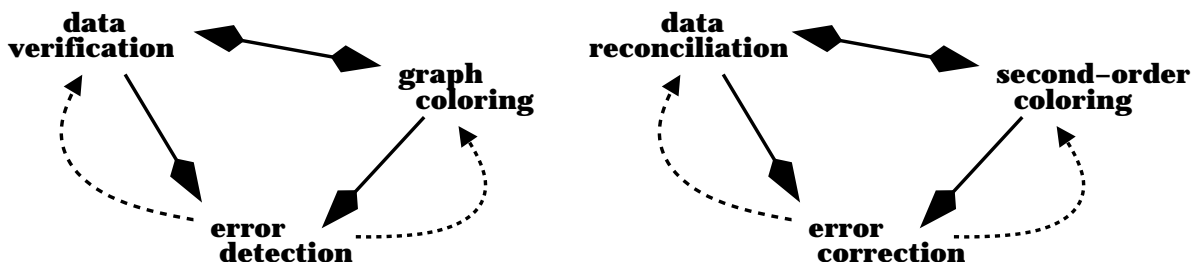 data
verification
graph
coloring
error
detection
data
reconciliation
second-order
coloring
error
correction